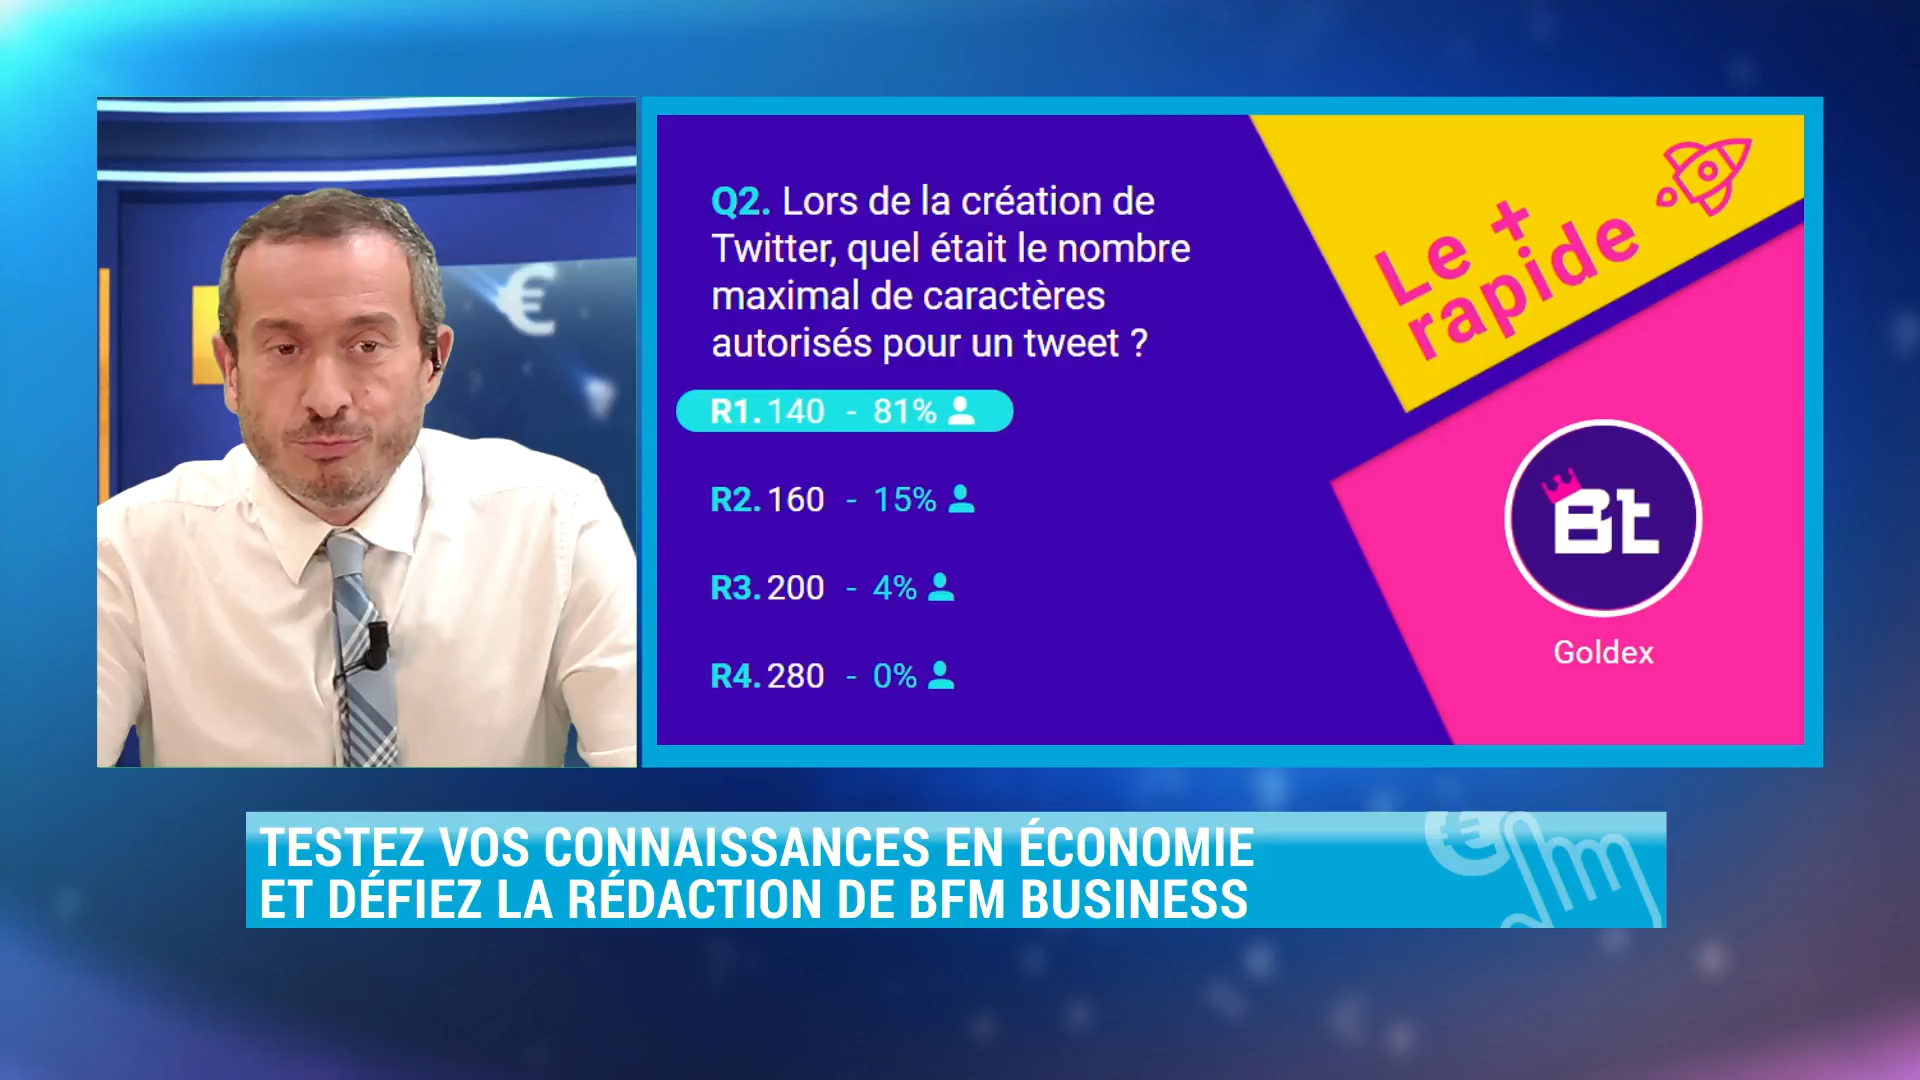 Q2. Lors de la création de
Twitter, quel était le nombre
maximal de caractères
autorisés pour un tweet ?
R1. 140 - 81%
R2. 160 - 15%
R3. 200 - 4%
R4. 280 - 0%
Le +
rapide
Bt
Goldex
€
TESTEZ VOS CONNAISSANCES EN ÉCONOMIE
ET DÉFIEZ LA RÉDACTION DE BFM BUSINESS
€